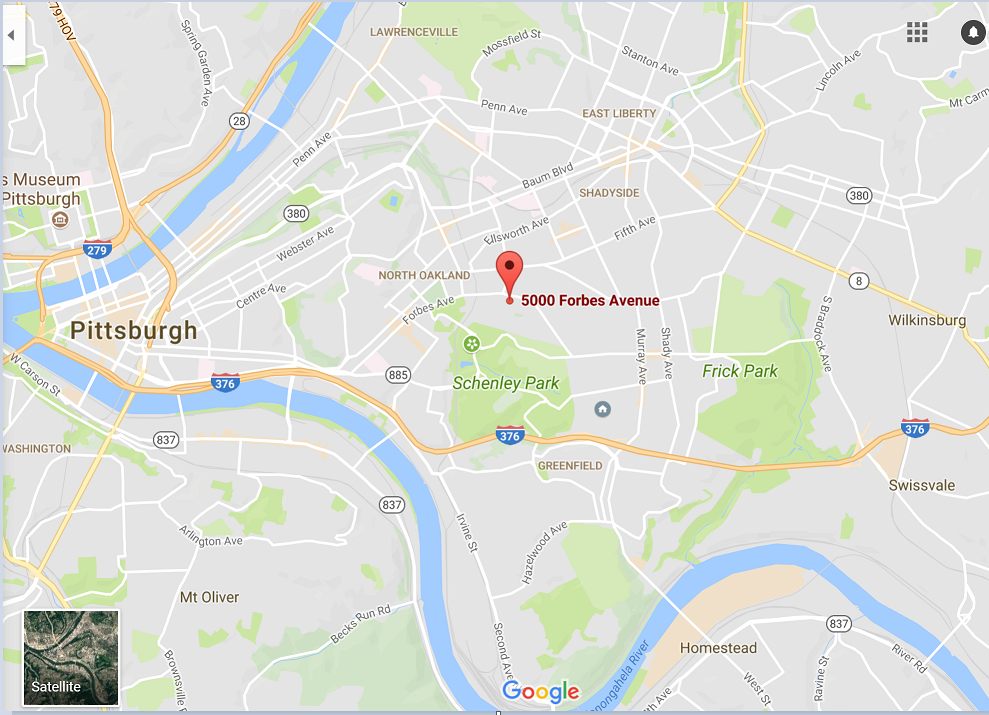 79 HOV
LAWRENCEVILLE
Mossfield St
Spring Garden Ave
Stanton Ave
Lincoln Ave
Penn Ave
EAST LIBERTY
28
Penn Ave
s Museum
Pittsburgh
Baum Blvd
SHADYSIDE
380
380
Webster Ave
Ellsworth Ave
Fifth Ave
279
NORTH OAKLAND
8
Centre Ave
Forbes Ave
5000 Forbes Avenue
Pittsburgh
Murray Ave
Shady Ave
S Braddock Ave
Wilkinsburg
W Carson St
376
885
Schenley Park
Frick Park
837
376
376
WASHINGTON
GREENFIELD
Swissvale
837
Irvine St
Arlington Ave
Hazelwood Ave
Mt Oliver
Becks Run Rd
837
Homestead
River Rd
Brownsville
Second Ave
Monongahela River
West St
Ravine St
Satellite
Google